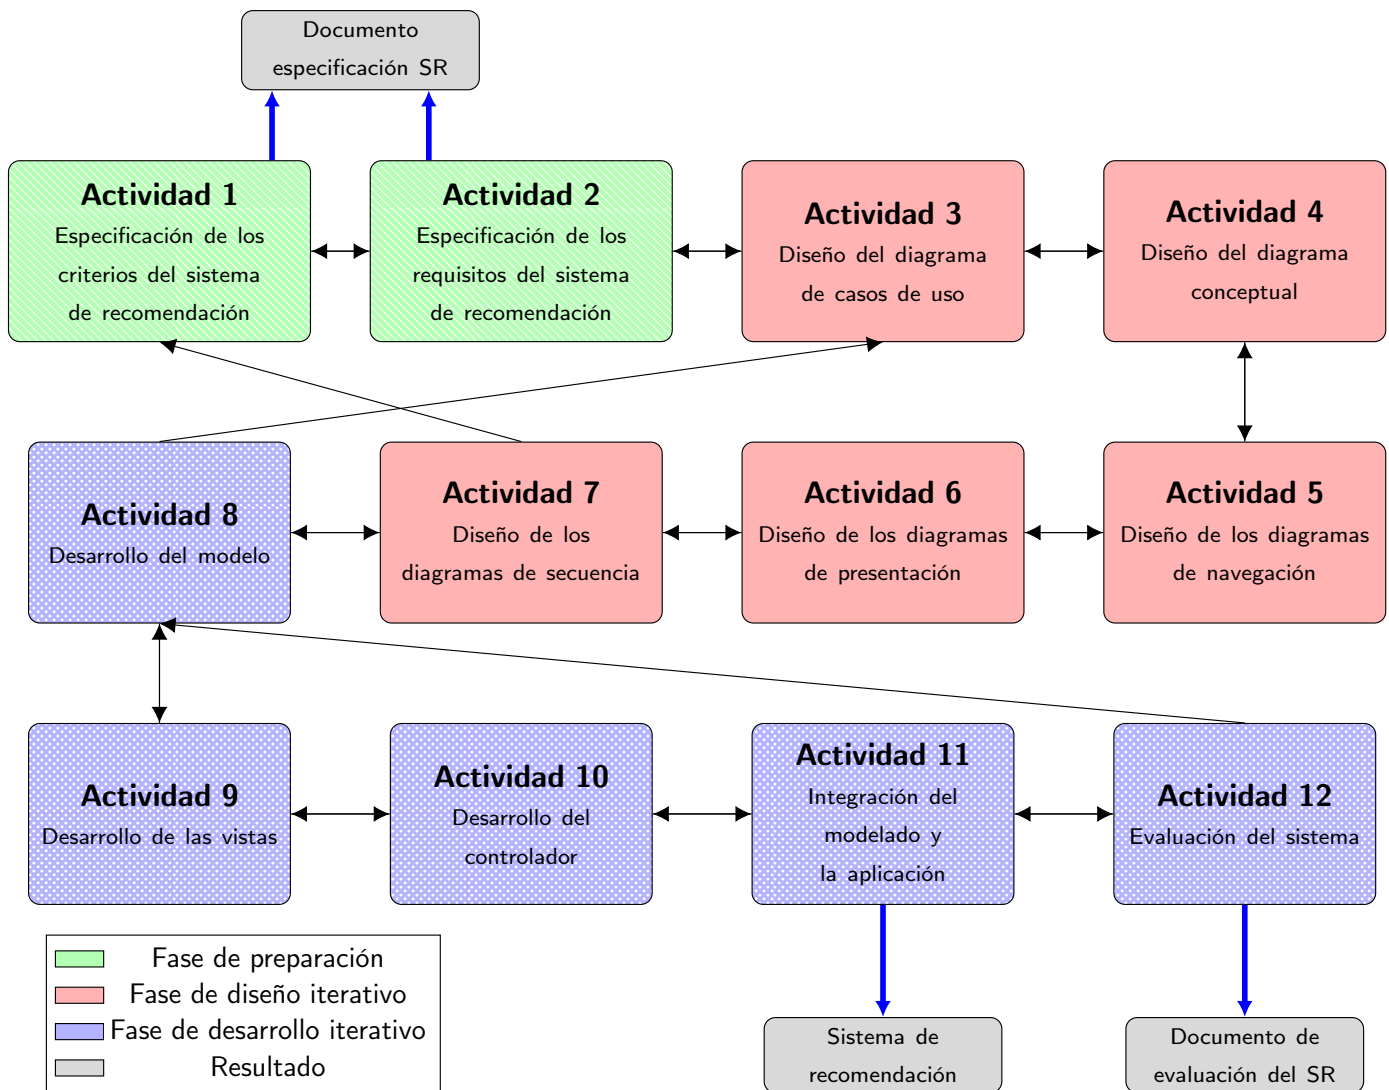 Documento
especificación SR
Actividad 1
Especificación de los
criterios del sistema
de recomendación
Actividad 2
Especificación de los
requisitos del sistema
de recomendación
Actividad 3
Diseño del diagrama
de casos de uso
Actividad 4
Diseño del diagrama
conceptual
Actividad 8
Desarrollo del modelo
Actividad 7
Diseño de los
diagramas de secuencia
Actividad 6
Diseño de los diagramas
de presentación
Actividad 5
Diseño de los diagramas
de navegación
Actividad 9
Desarrollo de las vistas
Actividad 10
Desarrollo del
controlador
Actividad 11
Integración del
modelado y
la aplicación
Actividad 12
Evaluación del sistema
Fase de preparación
Fase de diseño iterativo
Fase de desarrollo iterativo
Resultado
Sistema de
recomendación
Documento de
evaluación del SR